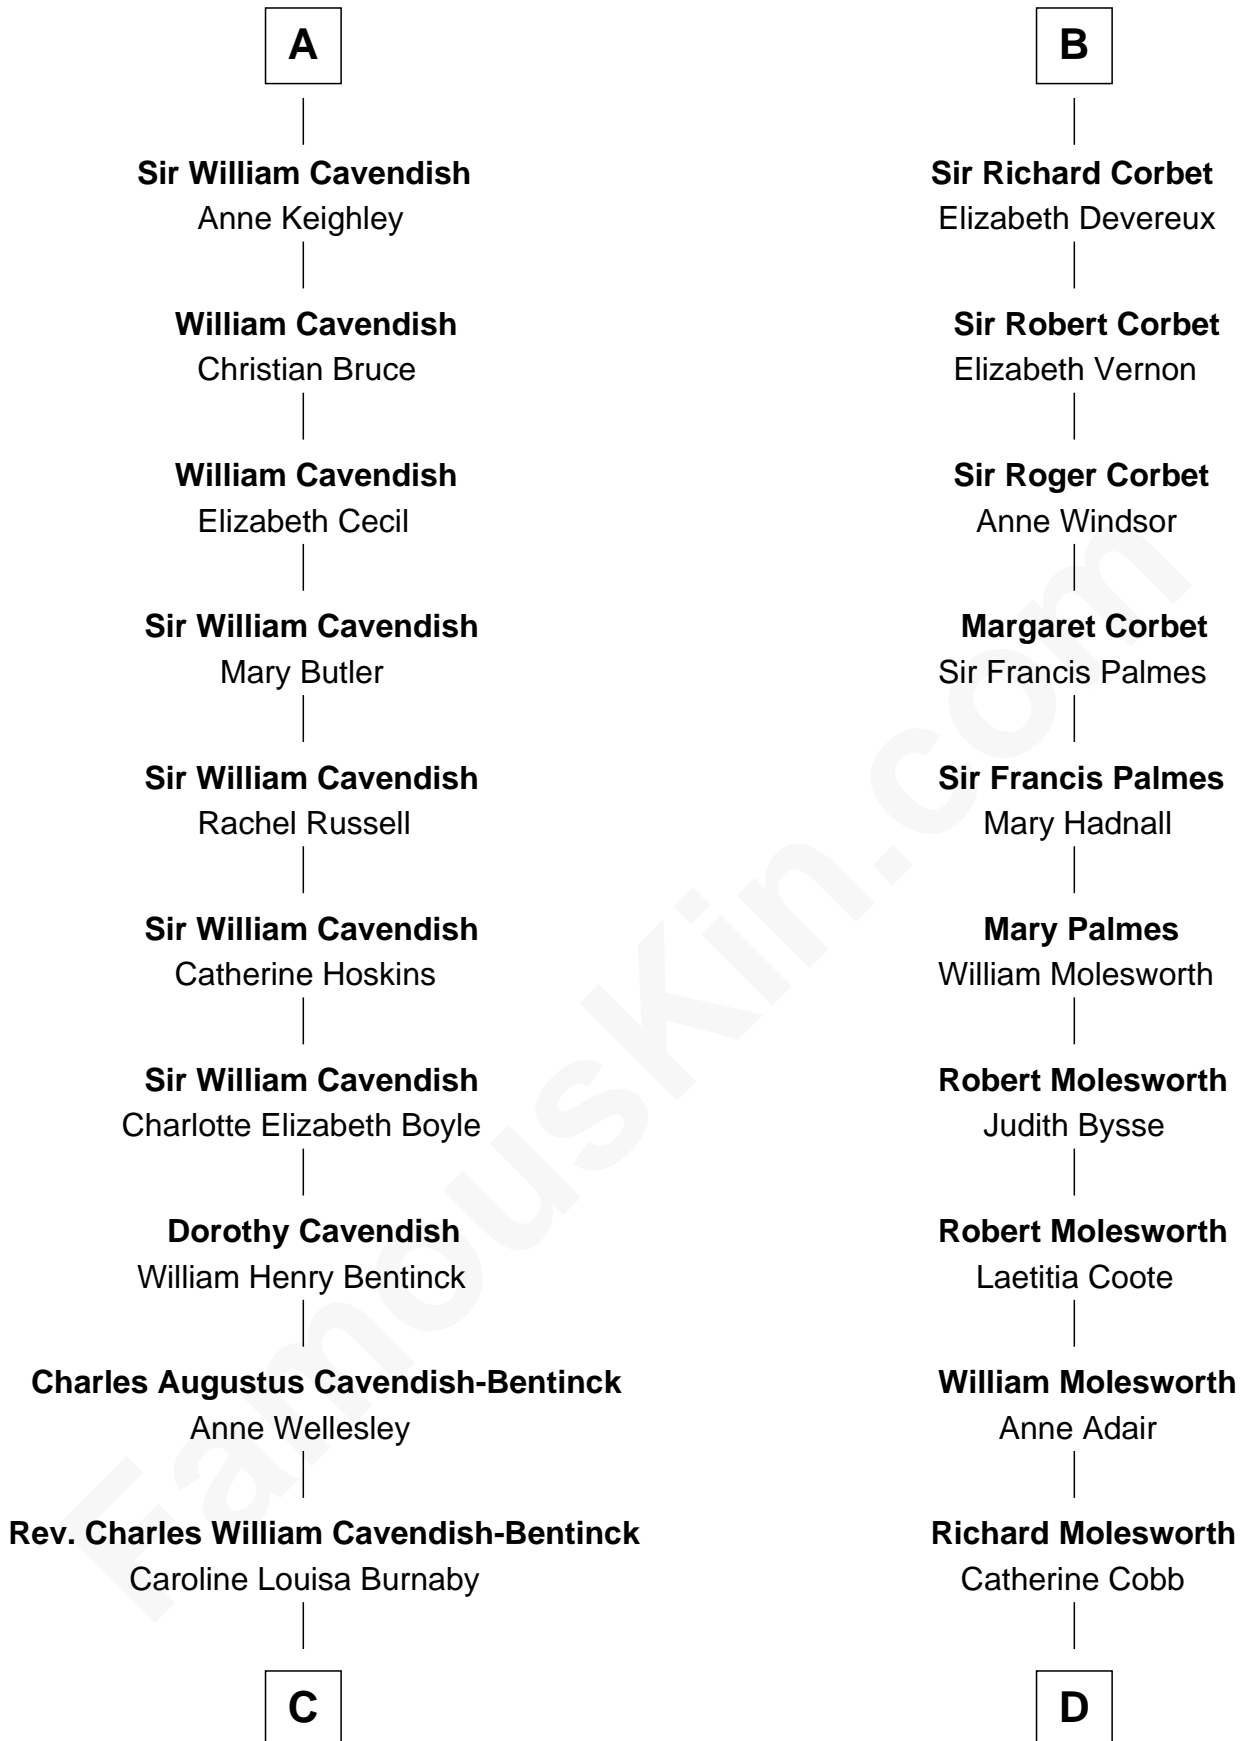 A
Sir William Cavendish
Anne Keighley
William Cavendish
Christian Bruce
William Cavendish
Elizabeth Cecil
Sir William Cavendish
Mary Butler
Sir William Cavendish
Rachel Russell
Sir William Cavendish
Catherine Hoskins
Sir William Cavendish
Charlotte Elizabeth Boyle
Dorothy Cavendish
William Henry Bentinck
Charles Augustus Cavendish-Bentinck
Anne Wellesley
Rev. Charles William Cavendish-Bentinck
Caroline Louisa Burnaby
C
B
Sir Richard Corbet
Elizabeth Devereux
Sir Robert Corbet
Elizabeth Vernon
Sir Roger Corbet
Anne Windsor
Margaret Corbet
Sir Francis Palmes
Sir Francis Palmes
Mary Hadnall
Mary Palmes
William Molesworth
Robert Molesworth
Judith Bysse
Robert Molesworth
Laetitia Coote
William Molesworth
Anne Adair
Richard Molesworth
Catherine Cobb
D
FamousKin.com